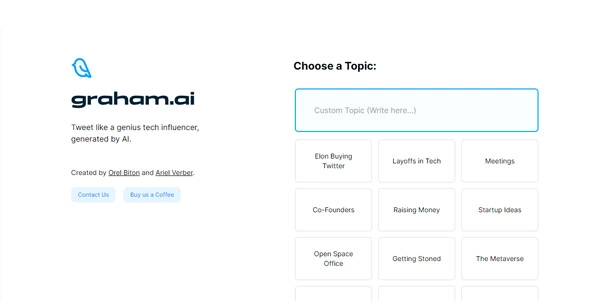 graham.ai
Tweet like a genius tech influencer,
generated by AI.
Created by Orel Biton and Ariel Verber.
Contact Us
Buy us a Coffee
Choose a Topic:
Custom Topic (Write here...)
Elon Buying
Twitter
Layoffs in Tech
Meetings
Co-Founders
Raising Money
Startup Ideas
Open Space
Office
Getting Stoned
The Metaverse